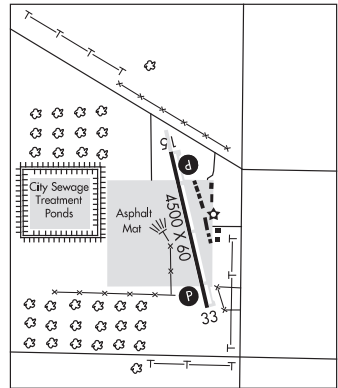 15
P
City Sewage
Treatment
Ponds
Asphalt
Mat
4500 X 60
P
33